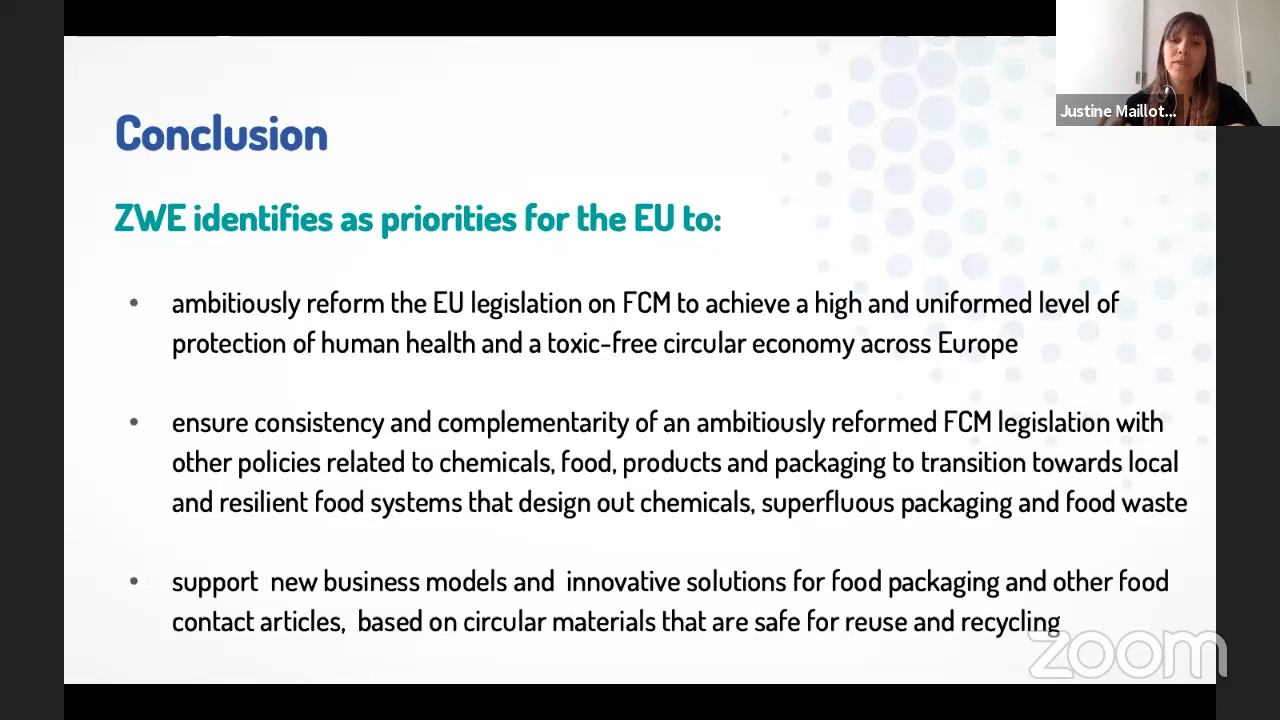 Conclusion
ZWE identifies as priorities for the EU to:
• ambitiously reform the EU legislation on FCM to achieve a high and uniformed level of
protection of human health and a toxic-free circular economy across Europe
• ensure consistency and complementarity of an ambitiously reformed FCM legislation with
other policies related to chemicals, food, products and packaging to transition towards local
and resilient food systems that design out chemicals, superfluous packaging and food waste
• support new business models and innovative solutions for food packaging and other food
contact articles, based on circular materials that are safe for reuse and recycling
Justine Maillot...
zoom